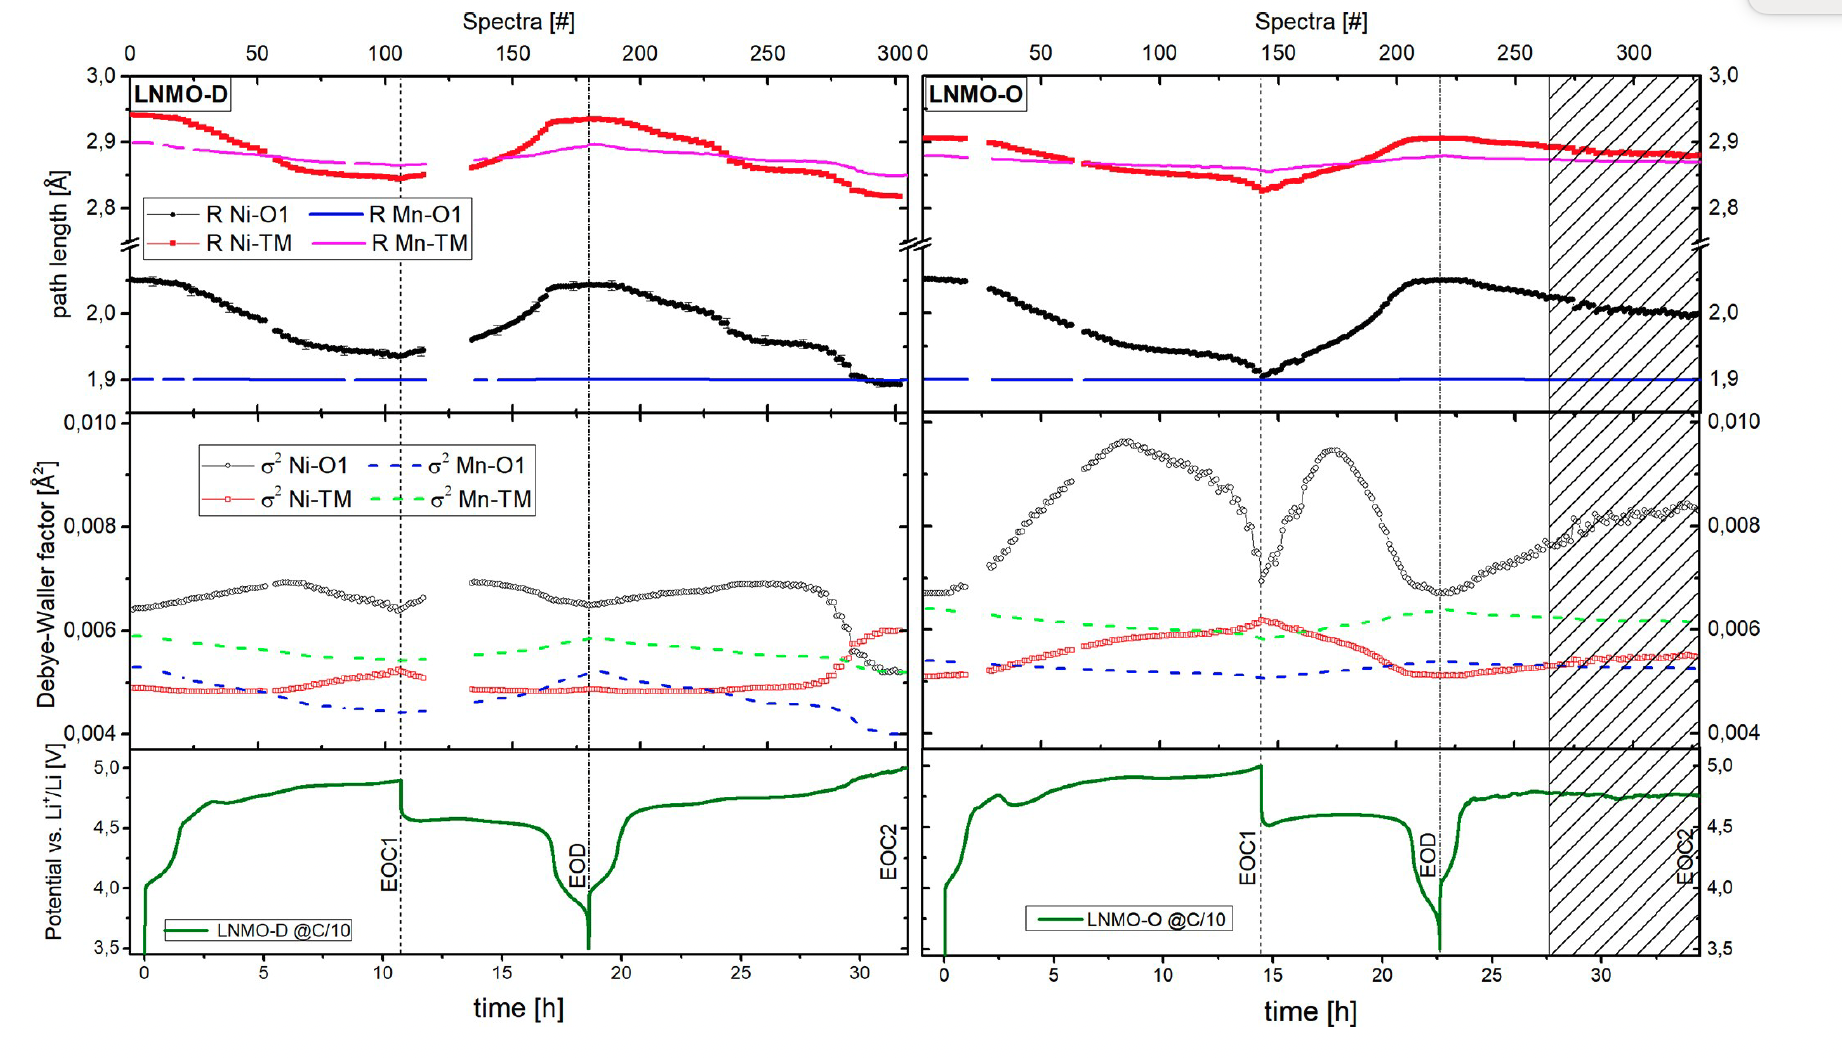 Spectra [#]
Spectra [#]
0 50 100 150 200 250 300
0 50 100 150 200 250 300
3,0
2,9
2,8
2,0
1,9
path length [Å]
LNMO-D
R Ni-O1 R Mn-O1
R Ni-TM R Mn-TM
LNMO-O
3,0
2,9
2,8
2,0
1,9
0,010
0,008
0,006
0,004
Debye-Waller factor [Å²]
σ² Ni-O1 σ² Mn-O1
σ² Ni-TM σ² Mn-TM
0,010
0,008
0,006
0,004
5,0
4,5
4,0
3,5
Potential vs. Li⁺/Li [V]
EOC1
EOD
EOC2
LNMO-D @C/10
EOC1
EOD
EOC2
LNMO-O @C/10
5,0
4,5
4,0
3,5
0 5 10 15 20 25 30
0 5 10 15 20 25 30
time [h]
time [h]